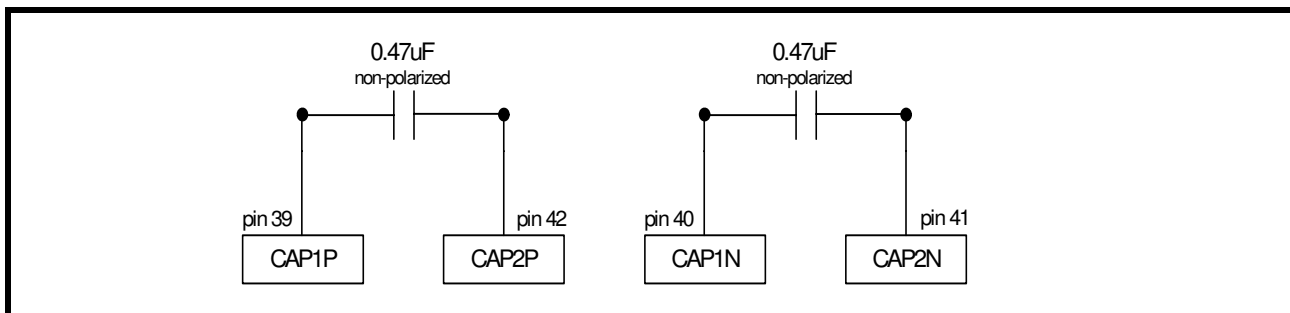 0.47uF
non-polarized
0.47uF
non-polarized
pin 39
pin 42
pin 40
pin 41
CAP1P
CAP2P
CAP1N
CAP2N